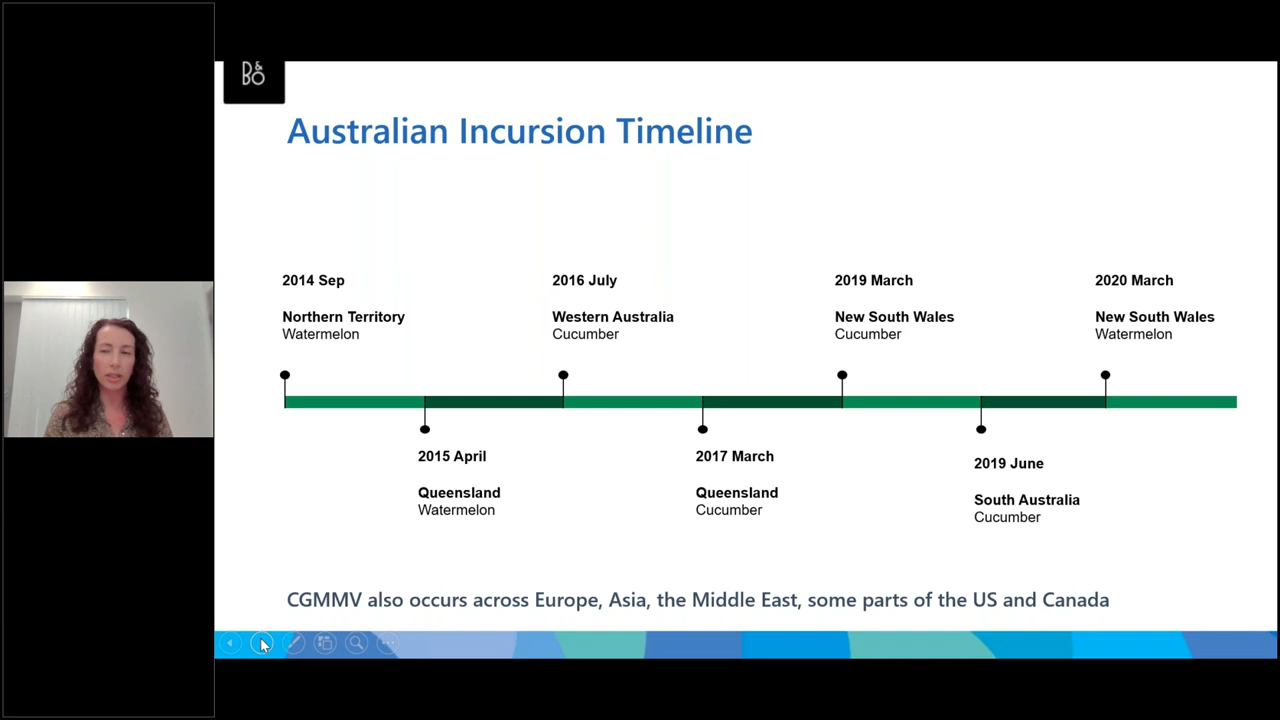 B&O
Australian Incursion Timeline
2014 Sep
Northern Territory
Watermelon
2016 July
Western Australia
Cucumber
2019 March
New South Wales
Cucumber
2020 March
New South Wales
Watermelon
2015 April
Queensland
Watermelon
2017 March
Queensland
Cucumber
2019 June
South Australia
Cucumber
CGMMV also occurs across Europe, Asia, the Middle East, some parts of the US and Canada